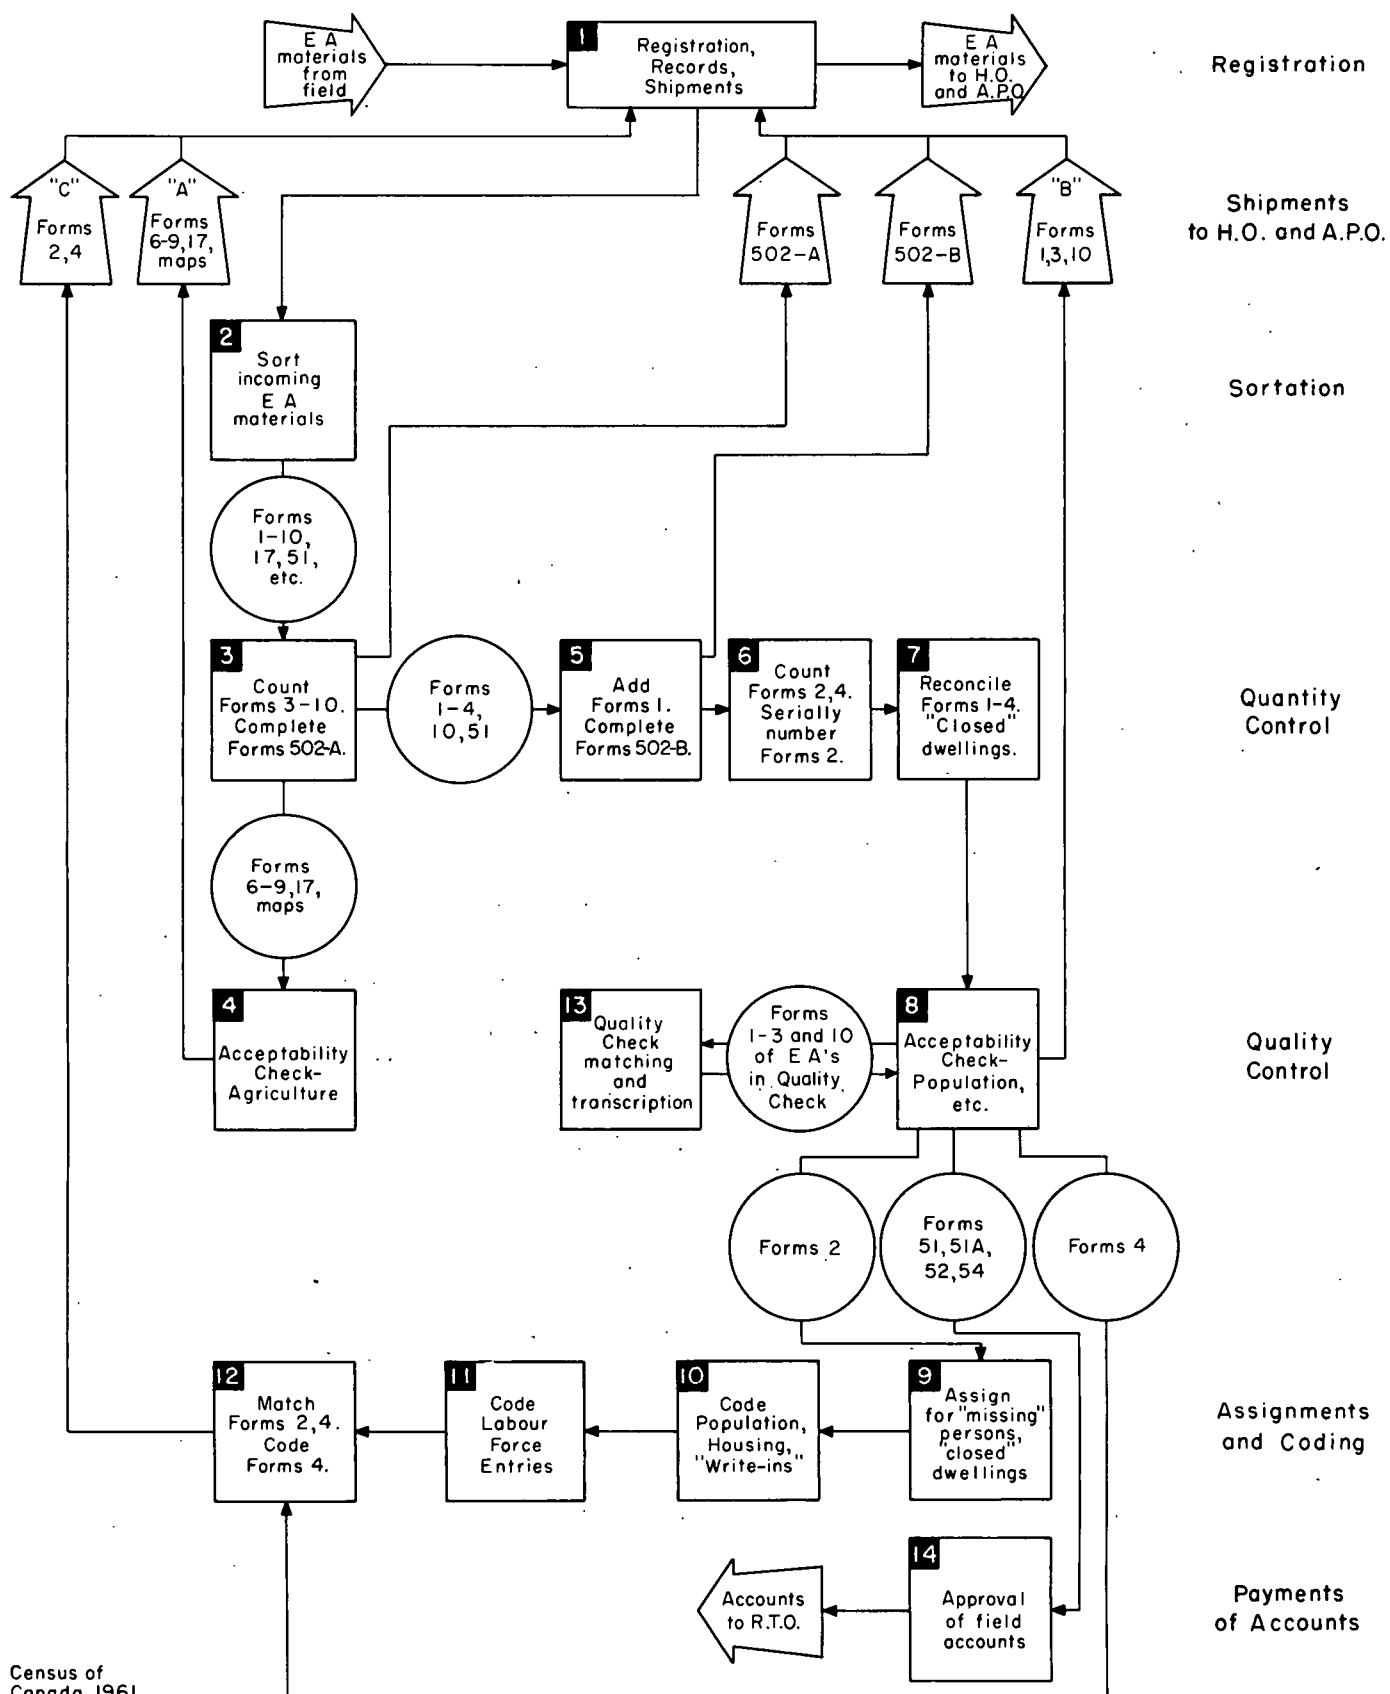 E A
materials
from
field
1
Registration,
Records,
Shipments
E A
materials
to H.O.
and A.P.O
Registration
"C"
Forms
2,4
"A"
Forms
6-9,17,
maps
Forms
502-A
Forms
502-B
"B"
Forms
1,3,10
Shipments
to H.O. and A.P.O.
2
Sort
incoming
E A
materials
Sortation
Forms
1-10,
17,51,
etc.
3
Count
Forms 3-10.
Complete
Forms 502-A.
Forms
1-4,
10,51
5
Add
Forms 1.
Complete
Forms 502-B.
6
Count
Forms 2,4.
Serially
number
Forms 2.
7
Reconcile
Forms 1-4.
"Closed"
dwellings.
Quantity
Control
Forms
6-9,17,
maps
4
Acceptability
Check-
Agriculture
13
Quality
Check
matching
and
transcription
Forms
1-3 and 10
of E A's
in Quality
Check
8
Acceptability
Check-
Population,
etc.
Quality
Control
Forms 2
Forms
51,51A,
52,54
Forms 4
12
Match
Forms 2,4.
Code
Forms 4.
11
Code
Labour
Force
Entries
10
Code
Population,
Housing,
"Write-ins"
9
Assign
for "missing"
persons,
"closed"
dwellings
Assignments
and Coding
Accounts
to R.T.O.
14
Approval
of field
accounts
Payments
of Accounts
Census of
Canada, 1961